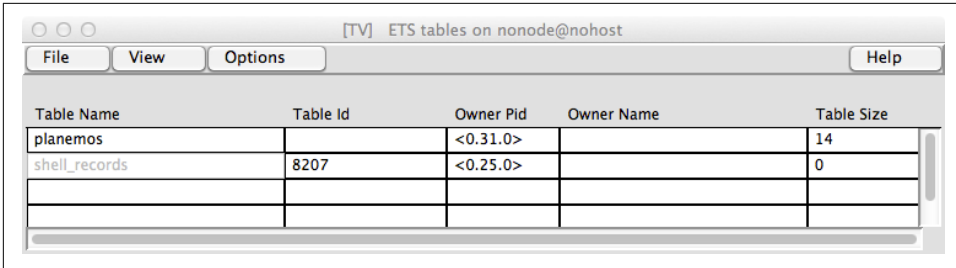 [TV] ETS tables on nonode@nohost
File View Options Help
Table Name Table Id Owner Pid Owner Name Table Size
planemos <0.31.0> 14
shell_records 8207 <0.25.0> 0